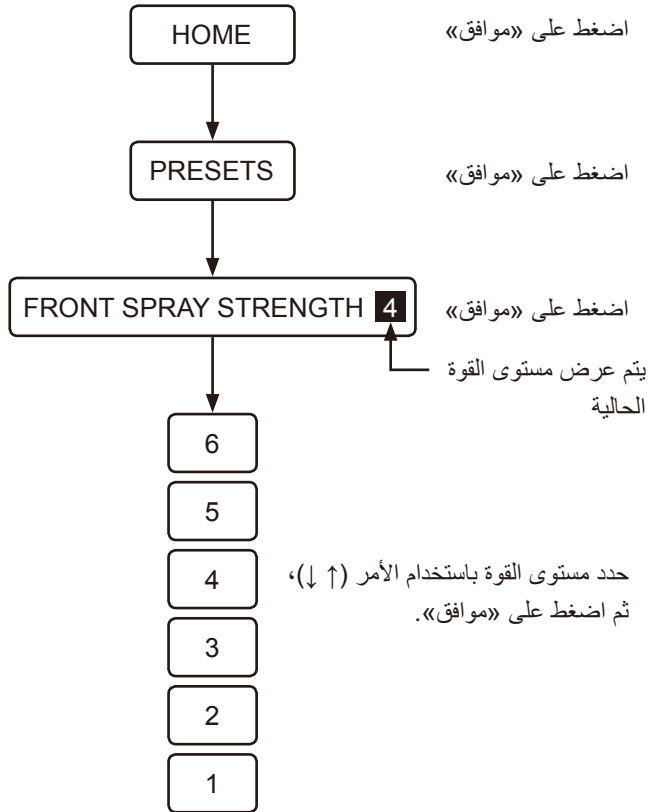 HOME
اضغط على «موافق»
PRESETS
اضغط على «موافق»
FRONT SPRAY STRENGTH 4
اضغط على «موافق»
يتم عرض مستوى القوة
الحالية
6
5
4
حدد مستوى القوة باستخدام الأمر (↑ ↓)،
ثم اضغط على «موافق».
3
2
1